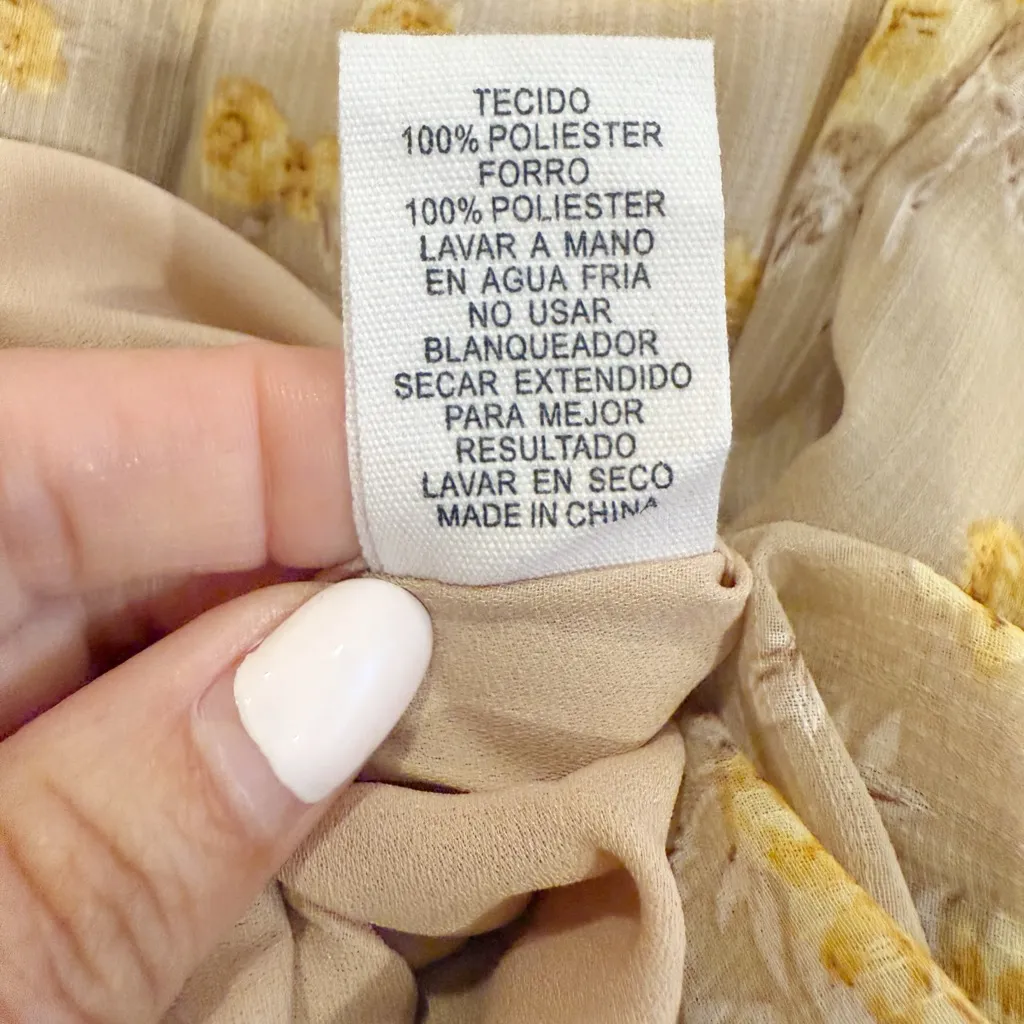 TECIDO
100% POLIESTER
FORRO
100% POLIESTER
LAVAR A MANO
EN AGUA FRIA
NO USAR
BLANQUEADOR
SECAR EXTENDIDO
PARA MEJOR
RESULTADO
LAVAR EN SECO
MADE IN CHINA